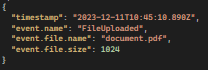 {
"timestamp": "2023-12-11T10:45:10.890Z",
"event.name": "FileUploaded",
"event.file.name": "document.pdf",
"event.file.size": 1024
}